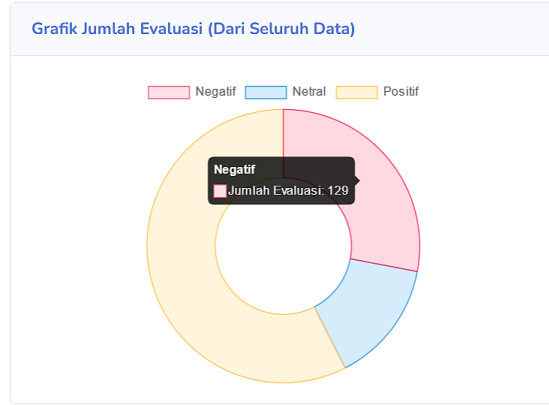 Grafik Jumlah Evaluasi (Dari Seluruh Data)
Negatif Netral Positif
Negatif
Jumlah Evaluasi: 129